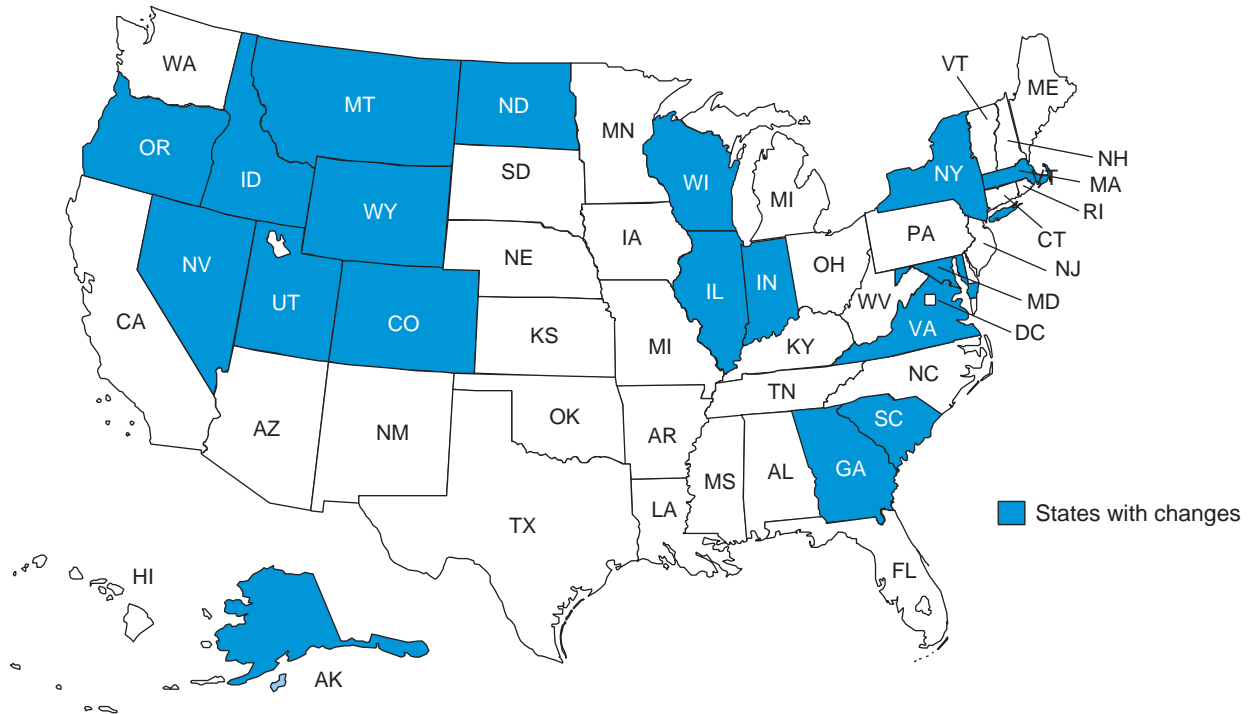 WA
MT
ND
MN
VT
ME
OR
ID
SD
WI
MI
NY
VT
NH
MA
RI
WY
IA
PA
CT
NV
NE
OH
NJ
UT
CO
IL
IN
WV
MD
CA
KS
MI
KY
VA
DC
AZ
NM
OK
AR
TN
NC
SC
MS
AL
GA
TX
LA
States with changes
FL
HI
AK